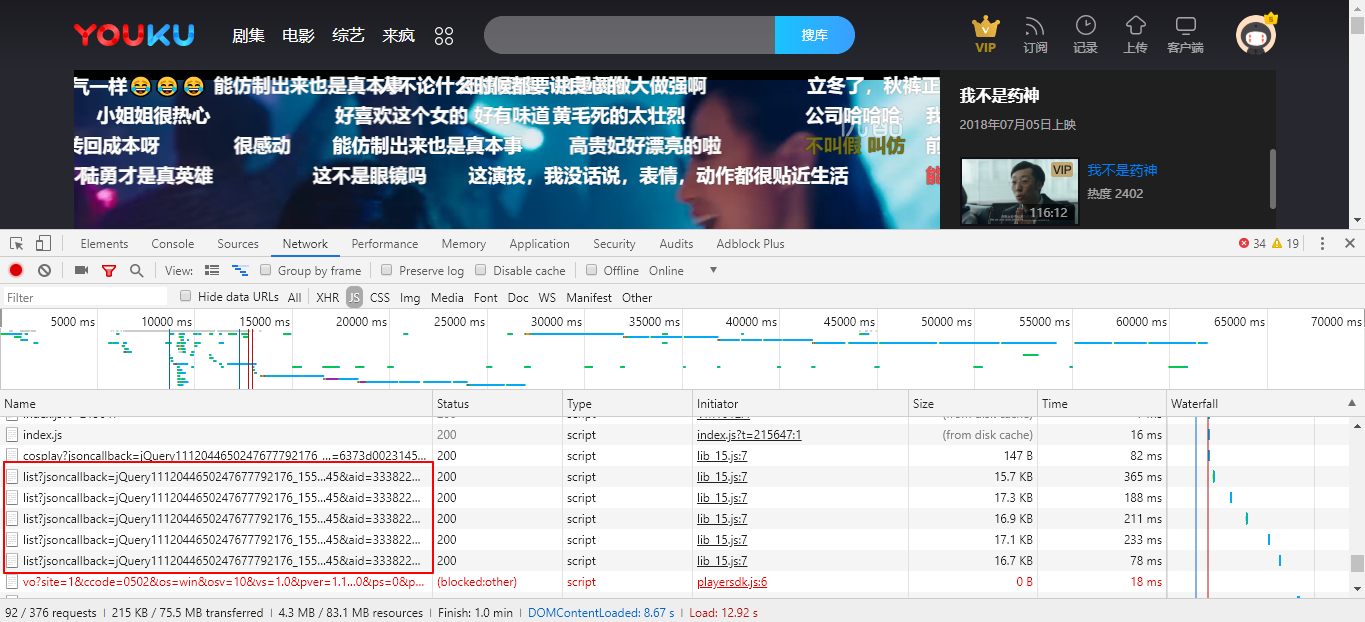 YOUKU 剧集 电影 综艺 来疯 搜库 VIP 订阅 记录 上传 客户端
气一样😂😂😂 能仿制出来也是真本事 立冬了，秋裤正
小姐姐很热心 好喜欢这个女的 好有味道 黄毛死的太壮烈 公司哈哈哈
转回成本呀 很感动 能仿制出来也是真本事 高贵妃好漂亮的啦 不叫假 叫仿 前
不陆勇才是真英雄 这不是眼镜吗 这演技，我没话说，表情，动作都很贴近生活 能
我不是药神
2018年07月05日上映
VIP
116:12
我不是药神
热度 2402
Elements Console Sources Network Performance Memory Application Security Audits Adblock Plus 34 19
View: Group by frame Preserve log Disable cache Offline Online
Filter Hide data URLs All XHR JS CSS Img Media Font Doc WS Manifest Other
5000 ms 10000 ms 15000 ms 20000 ms 25000 ms 30000 ms 35000 ms 40000 ms 45000 ms 50000 ms 55000 ms 60000 ms 65000 ms 70000 ms
Name Status Type Initiator Size Time Waterfall
index.js 200 script index.js?t=215647:1 (from disk cache) 16 ms
cosplay?jsoncallback=jQuery1112044650247677792176_...=6373d0023145... 200 script lib_15.js:7 147 B 82 ms
list?jsoncallback=jQuery1112044650247677792176_155...45&aid=333822... 200 script lib_15.js:7 15.7 KB 365 ms
list?jsoncallback=jQuery1112044650247677792176_155...45&aid=333822... 200 script lib_15.js:7 17.3 KB 188 ms
list?jsoncallback=jQuery1112044650247677792176_155...45&aid=333822... 200 script lib_15.js:7 16.9 KB 211 ms
list?jsoncallback=jQuery1112044650247677792176_155...45&aid=333822... 200 script lib_15.js:7 17.1 KB 233 ms
list?jsoncallback=jQuery1112044650247677792176_155...45&aid=333822... 200 script lib_15.js:7 16.7 KB 78 ms
vo?site=1&ccode=0502&os=win&osv=10&vs=1.0&pver=1.1...0&ps=0&p... (blocked:other) script playersdk.js:6 0 B 18 ms
92 / 376 requests | 215 KB / 75.5 MB transferred | 4.3 MB / 83.1 MB resources | Finish: 1.0 min | DOMContentLoaded: 8.67 s | Load: 12.92 s